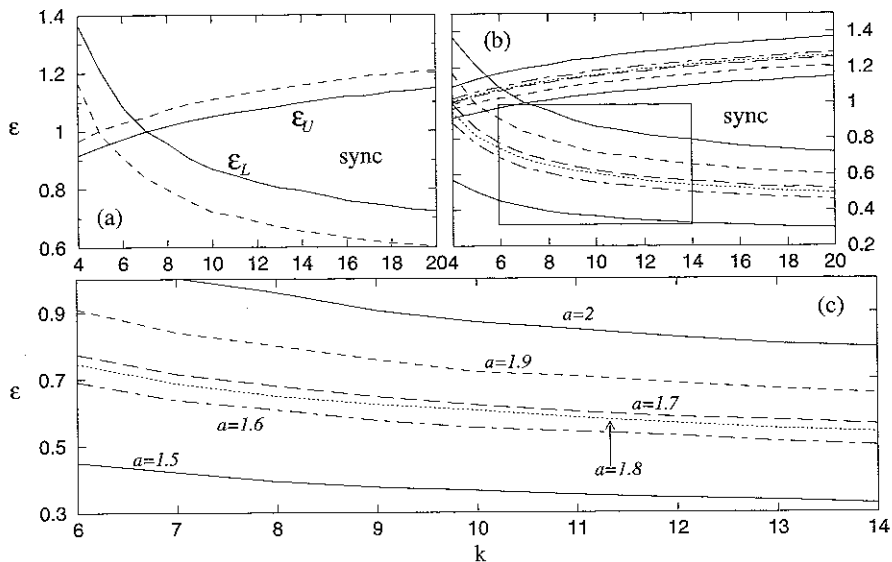 1.4
1.2
1
0.8
0.6
ε
ε_U
ε_L
sync
(a)
4 6 8 10 12 14 16 18 20
(b)
sync
1.4
1.2
1
0.8
0.6
0.4
0.2
4 6 8 10 12 14 16 18 20
0.9
0.7
0.5
0.3
ε
(c)
a=2
a=1.9
a=1.7
a=1.6
a=1.8
a=1.5
6 7 8 9 10 11 12 13 14
k